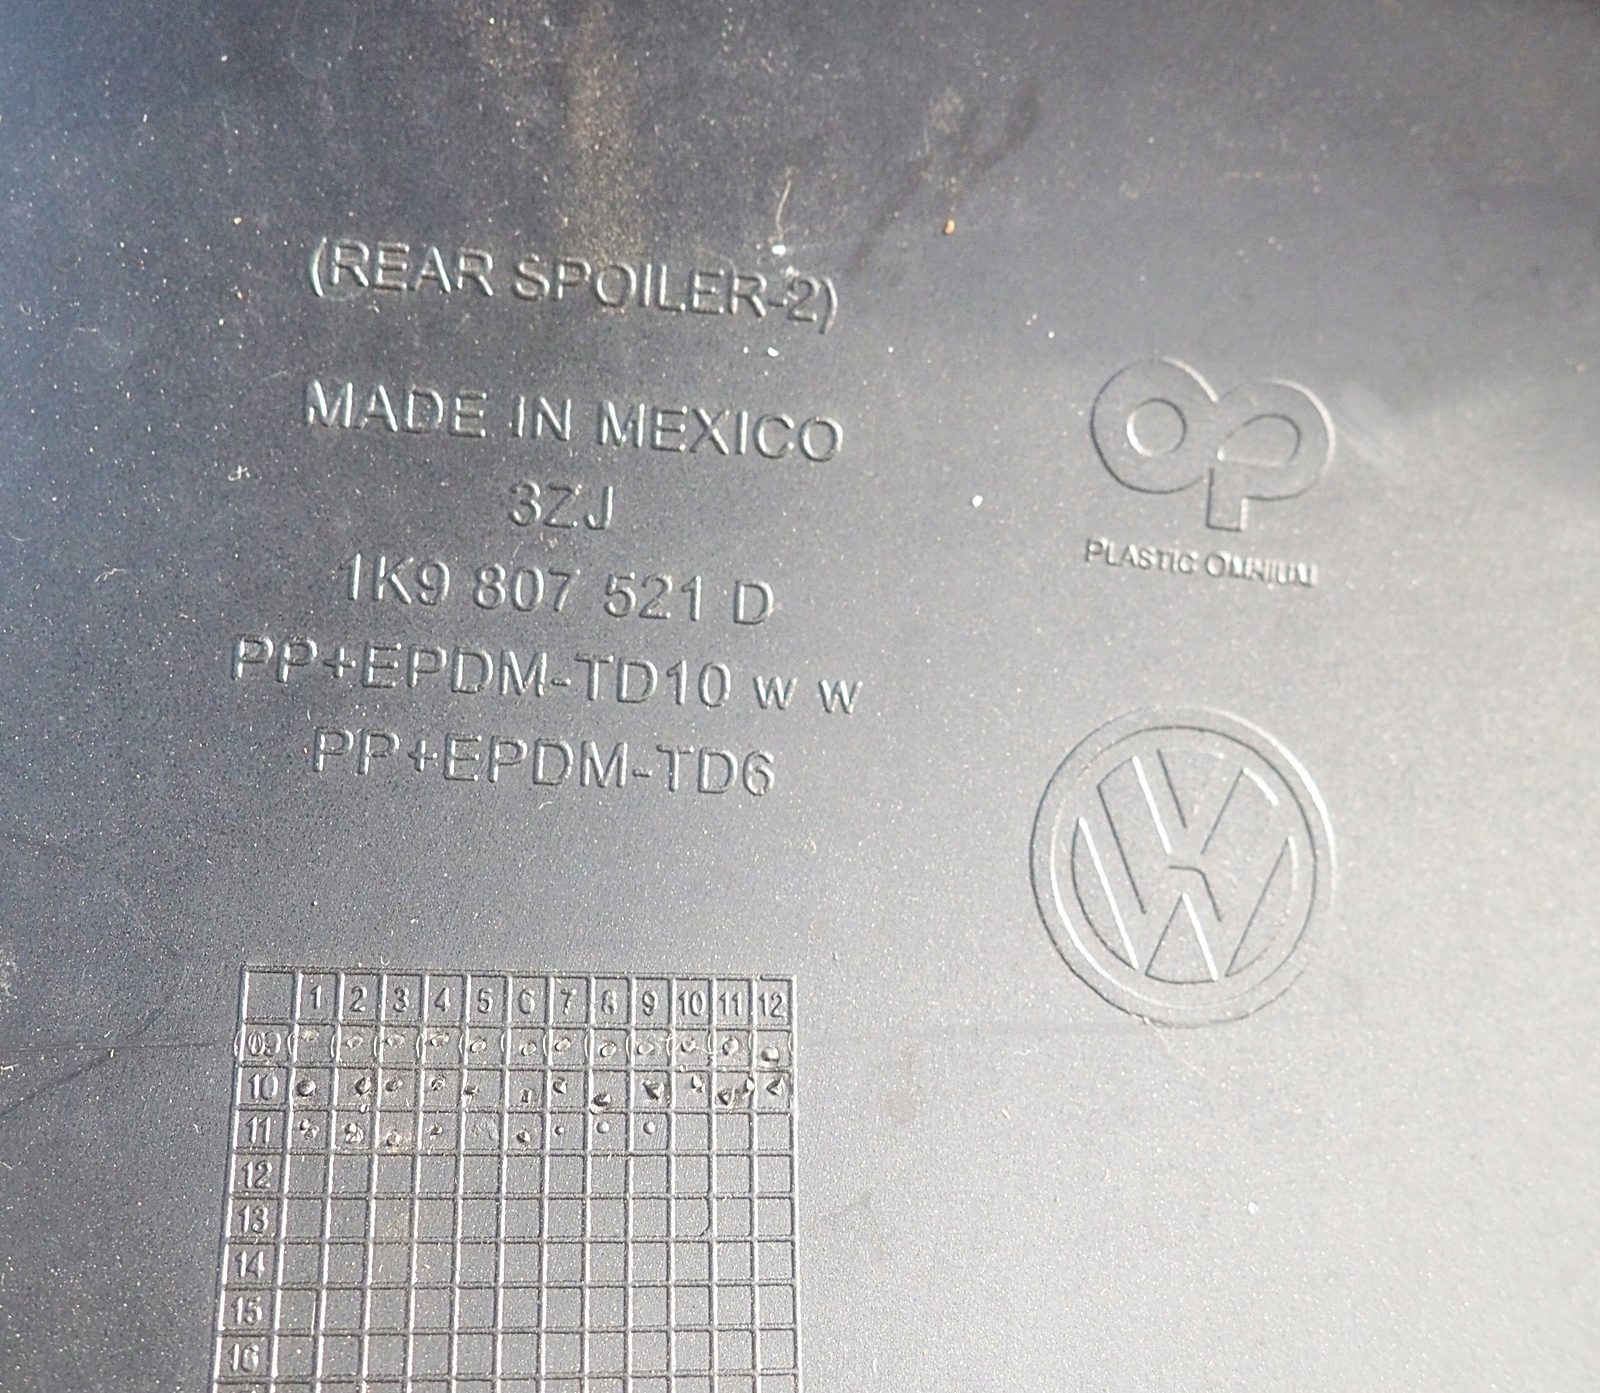 (REAR SPOILER-2)
MADE IN MEXICO
3ZJ
1K9 807 521 D
PP+EPDM-TD10 w w
PP+EPDM-TD6
op
PLASTIC OMNIUM
VW
1 2 3 4 5 6 7 8 9 10 11 12
09
10
11
12
13
14
15
16